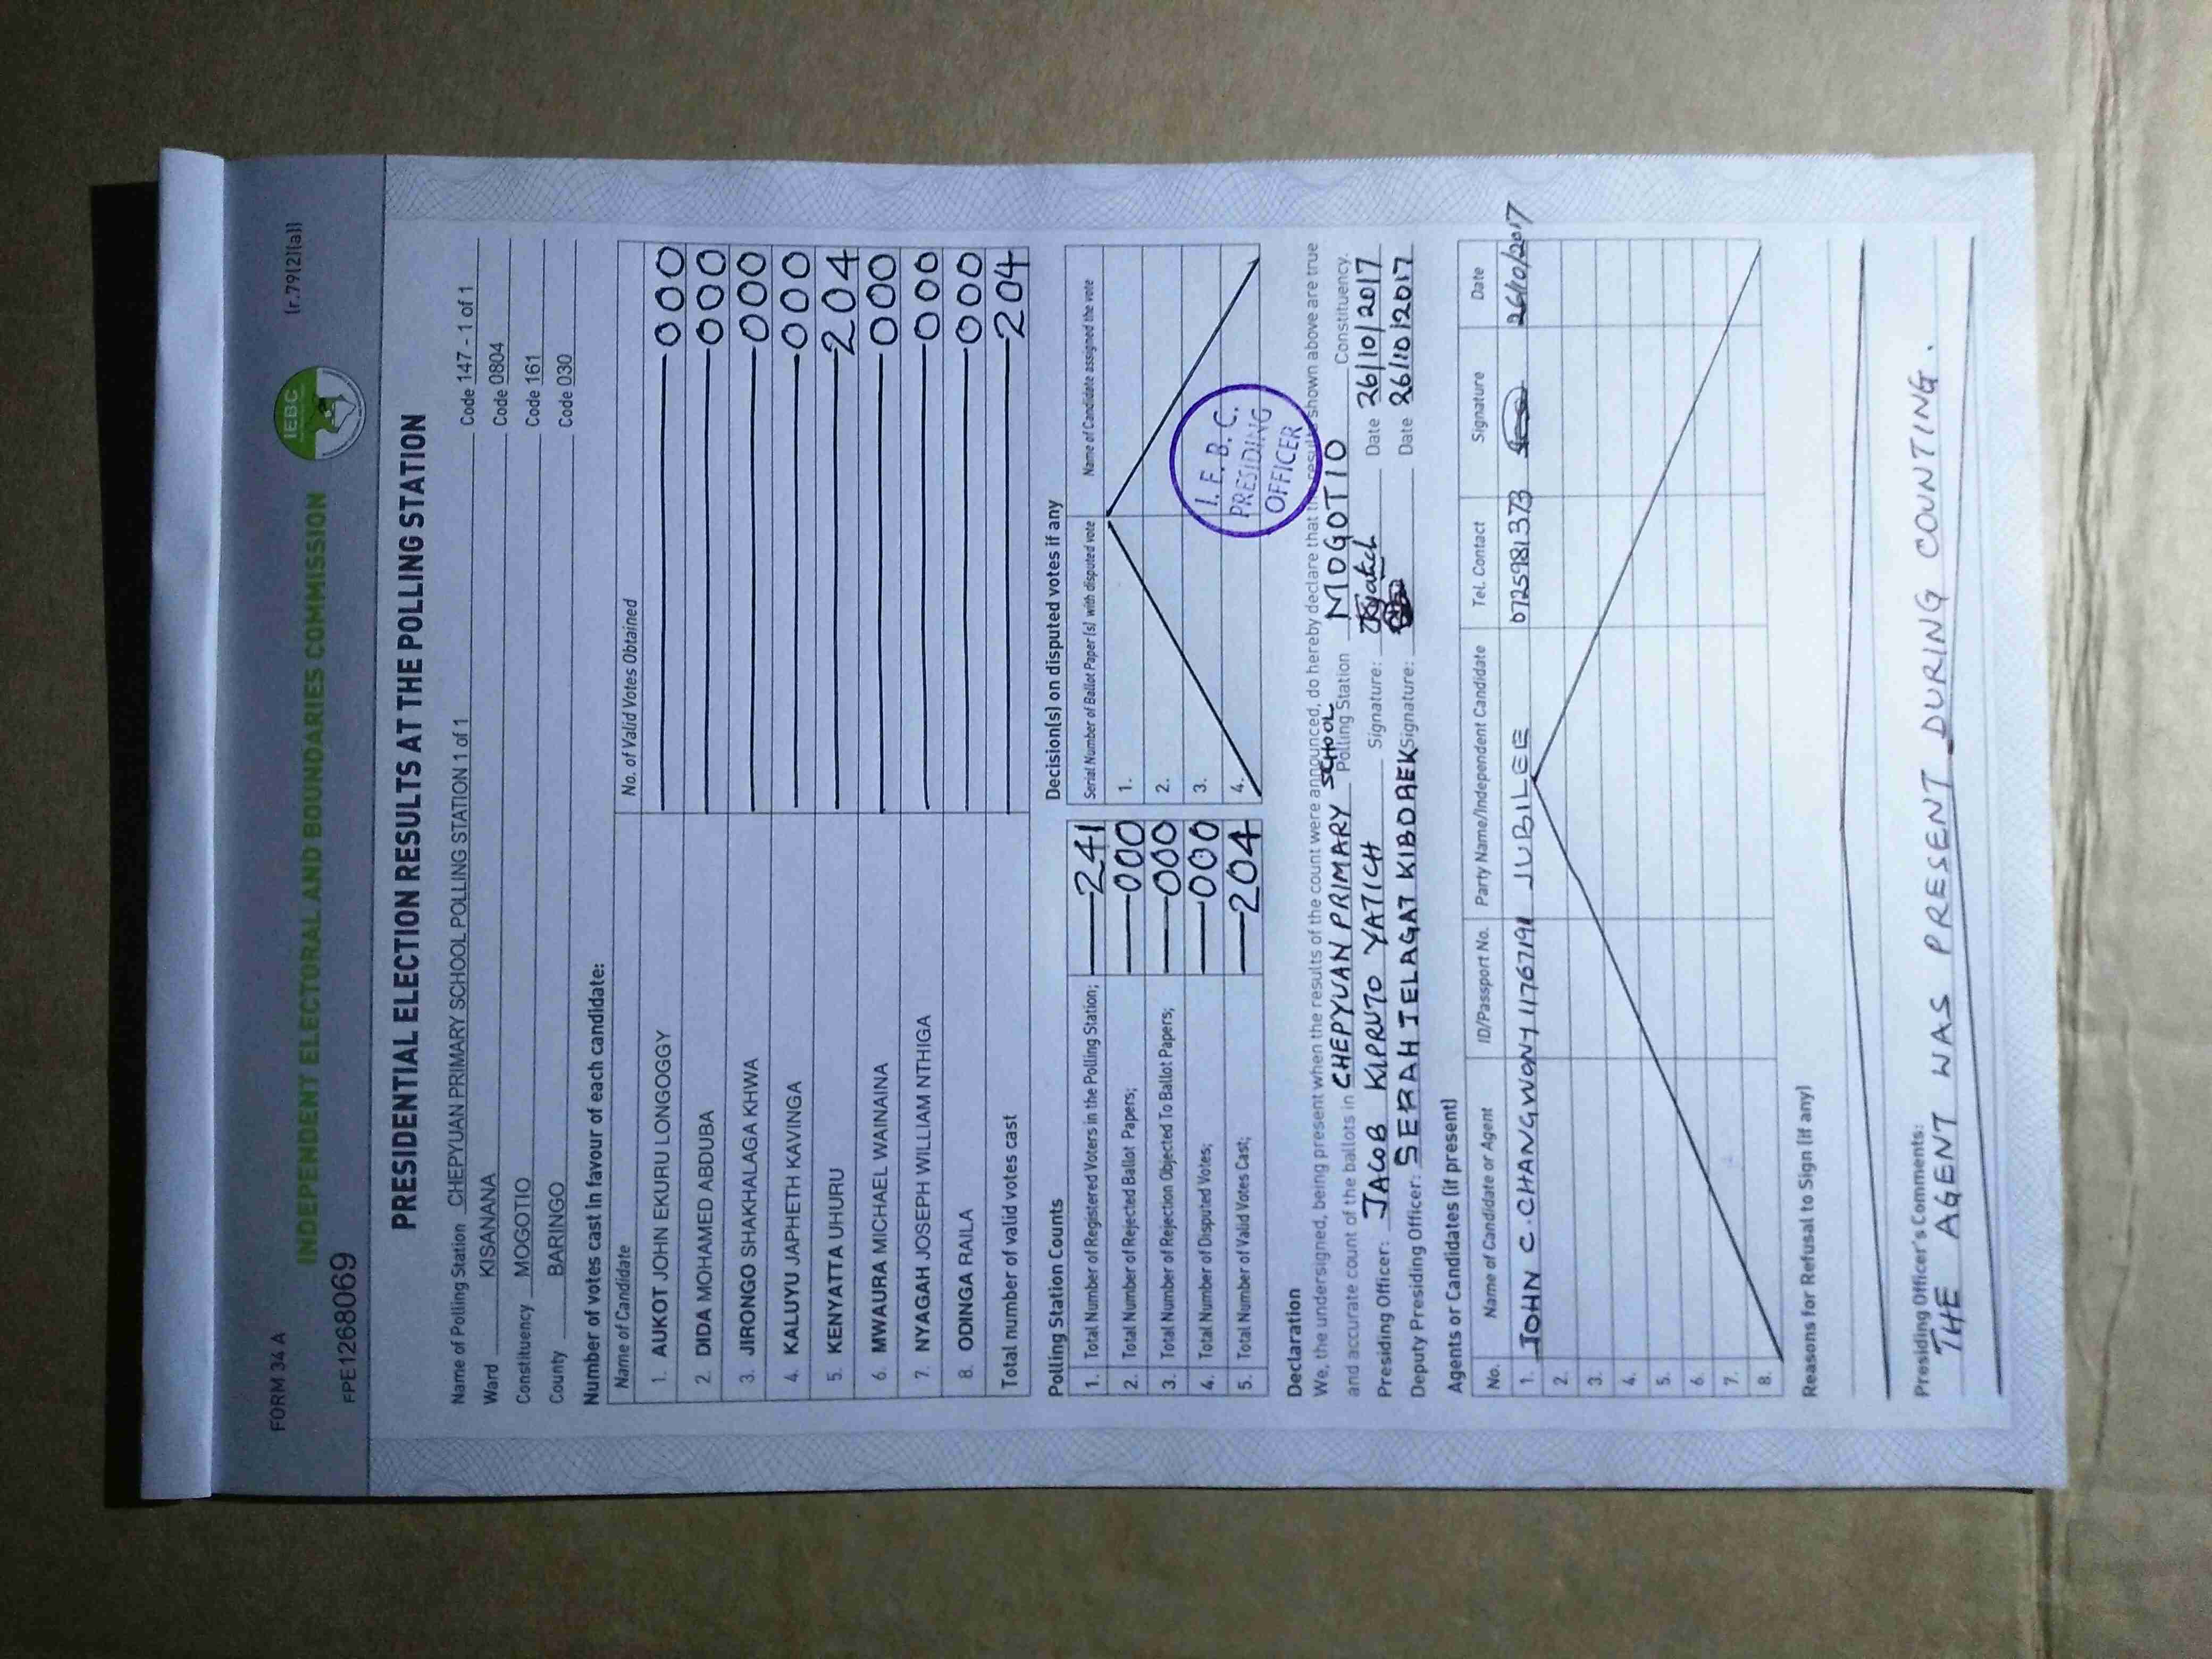 FORM 34 A (r.79(2)(a))
IEBC
INDEPENDENT ELECTORAL AND BOUNDARIES COMMISSION
FPE1268069
PRESIDENTIAL ELECTION RESULTS AT THE POLLING STATION
Name of Polling Station CHEPYUAN PRIMARY SCHOOL POLLING STATION 1 of 1 Code 147 - 1 of 1
Ward KISANANA Code 0804
Constituency MOGOTIO Code 161
County BARINGO Code 030
Number of votes cast in favour of each candidate:
Name of Candidate No. of Valid Votes Obtained
1. AUKOT JOHN EKURU LONGOGGY 000
2. DIDA MOHAMED ABDUBA 000
3. JIRONGO SHAKHALAGA KHWA 000
4. KALUYU JAPHETH KAVINGA 000
5. KENYATTA UHURU 204
6. MWAURA MICHAEL WAINAINA 000
7. NYAGAH JOSEPH WILLIAM NTHIGA 000
8. ODINGA RAILA 000
Total number of valid votes cast 204
Polling Station Counts
1. Total Number of Registered Voters in the Polling Station; 241
2. Total Number of Rejected Ballot Papers; 000
3. Total Number of Rejection Objected To Ballot Papers; 000
4. Total Number of Disputed Votes; 000
5. Total Number of Valid Votes Cast; 204
Decision(s) on disputed votes if any
Serial Number of Ballot Paper(s) with disputed vote Name of Candidate assigned the vote
1.
2.
3.
4.
I.E.B.C.
PRESIDING
OFFICER
Declaration
We, the undersigned, being present when the results of the count were announced, do hereby declare that the results shown above are true
and accurate count of the ballots in CHEPYUAN PRIMARY SCHOOL Polling Station MOGOTIO Constituency.
Presiding Officer: JACOB KIPRUTO YATICH Signature: Date 26/10/2017
Deputy Presiding Officer: SERAH JELAGAT KIBOREK Signature: Date 26/10/2017
Agents or Candidates (if present)
No. Name of Candidate or Agent ID/Passport No. Party Name/Independent Candidate Tel. Contact Signature Date
1. JOHN C. CHANGWONY 11767191 JUBILEE 0725981373 26/10/2017
2.
3.
4.
5.
6.
7.
8.
Reasons for Refusal to Sign (if any)
Presiding Officer's Comments:
THE AGENT WAS PRESENT DURING COUNTING.